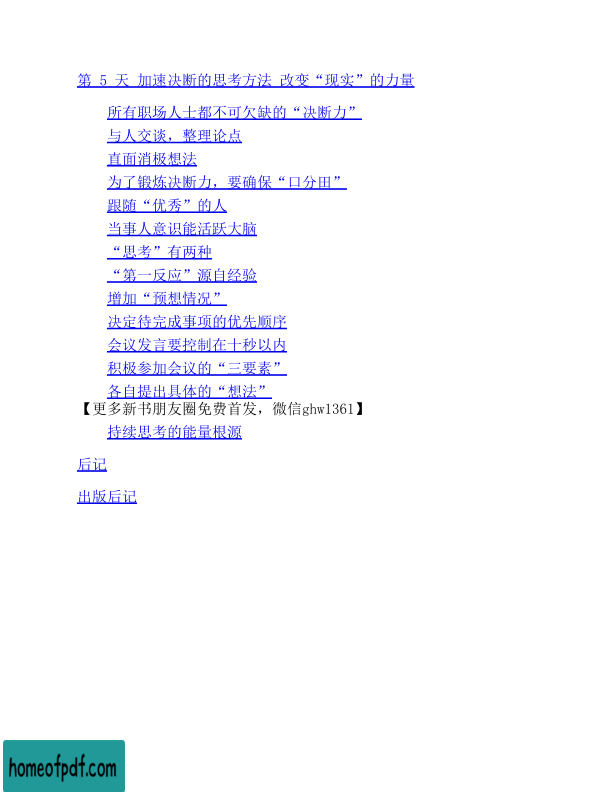 第 5 天 加速决断的思考方法 改变“现实”的力量
所有职场人士都不可欠缺的“决断力”
与人交谈，整理论点
直面消极想法
为了锻炼决断力，要确保“口分田”
跟随“优秀”的人
当事人意识能活跃大脑
“思考”有两种
“第一反应”源自经验
增加“预想情况”
决定待完成事项的优先顺序
会议发言要控制在十秒以内
积极参加会议的“三要素”
各自提出具体的“想法”
【更多新书朋友圈免费首发，微信ghw1361】
持续思考的能量根源
后记
出版后记
homeofpdf.com